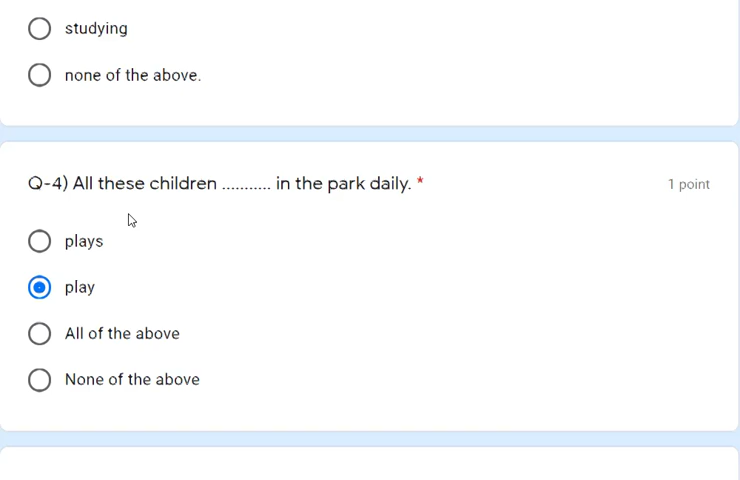 studying
none of the above.
Q-4) All these children .......... in the park daily. *
1 point
plays
play
All of the above
None of the above